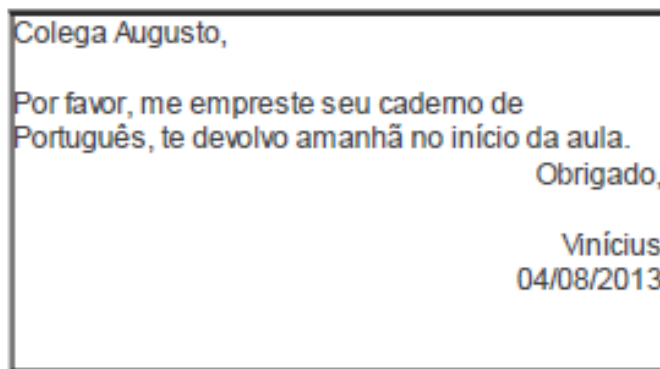 Colega Augusto,
Por favor, me empreste seu caderno de
Português, te devolvo amanhã no início da aula.
Obrigado,
Vinícius
04/08/2013